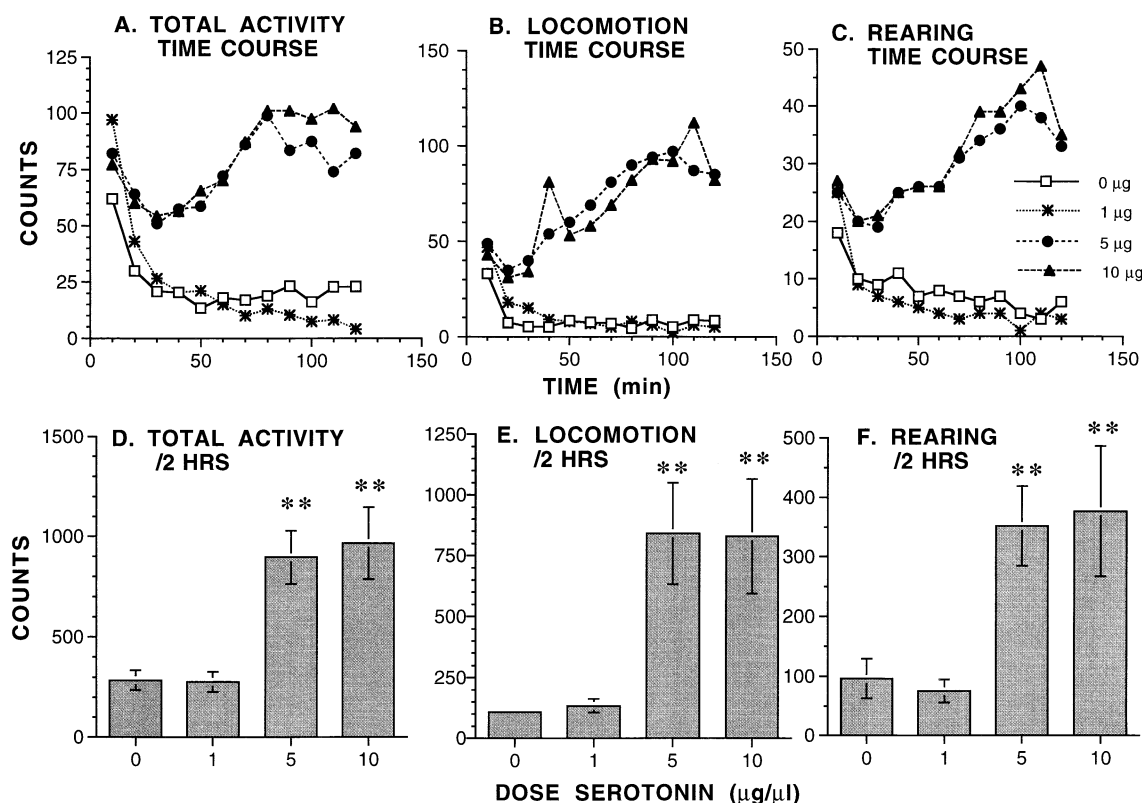 A. TOTAL ACTIVITY
TIME COURSE
B. LOCOMOTION
TIME COURSE
C. REARING
TIME COURSE
125
100
75
50
25
0
0
50
100
150
150
100
50
0
0
50
100
150
50
40
30
20
10
0
0
50
100
150
COUNTS
TIME (min)
0 µg
1 µg
5 µg
10 µg
D. TOTAL ACTIVITY
/2 HRS
E. LOCOMOTION
/2 HRS
F. REARING
/2 HRS
1500
1000
500
0
0
1
5
10
** **
1250
1000
750
500
250
0
0
1
5
10
** **
500
400
300
200
100
0
0
1
5
10
** **
COUNTS
DOSE SEROTONIN (µg/µl)